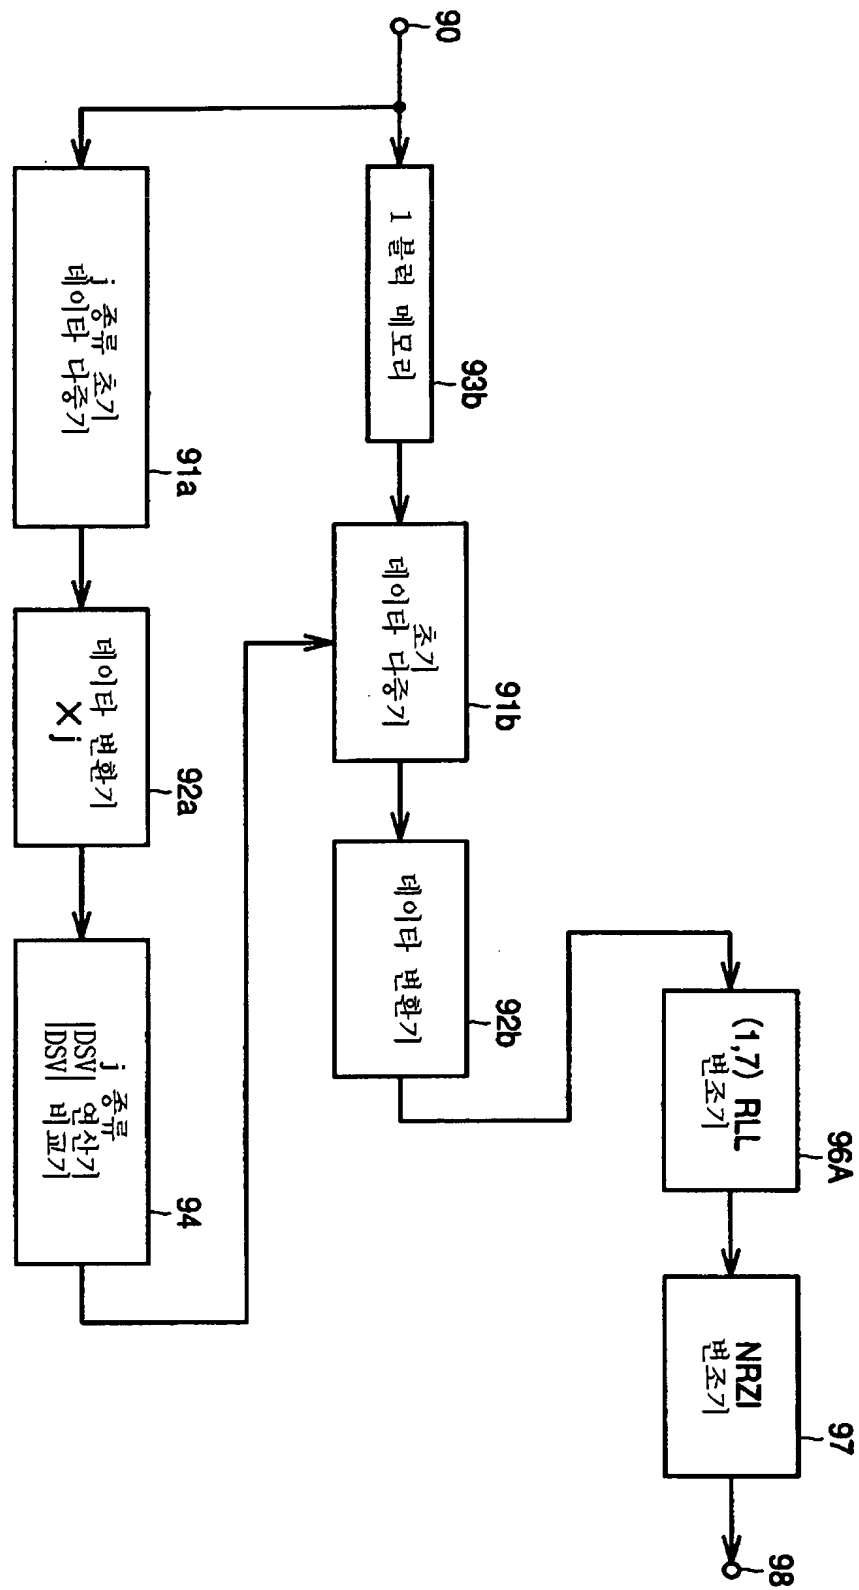 90
1 블럭 메모리
93b
초기
데이타 다중기
91b
데이타 변환기
92b
(1,7) RLL
변조기
96A
NRZI
변조기
97
98
j 종류 초기
데이타 다중기
91a
데이타 변환기
×j
92a
j 종류
|DSV| 연산기
|DSV| 비교기
94